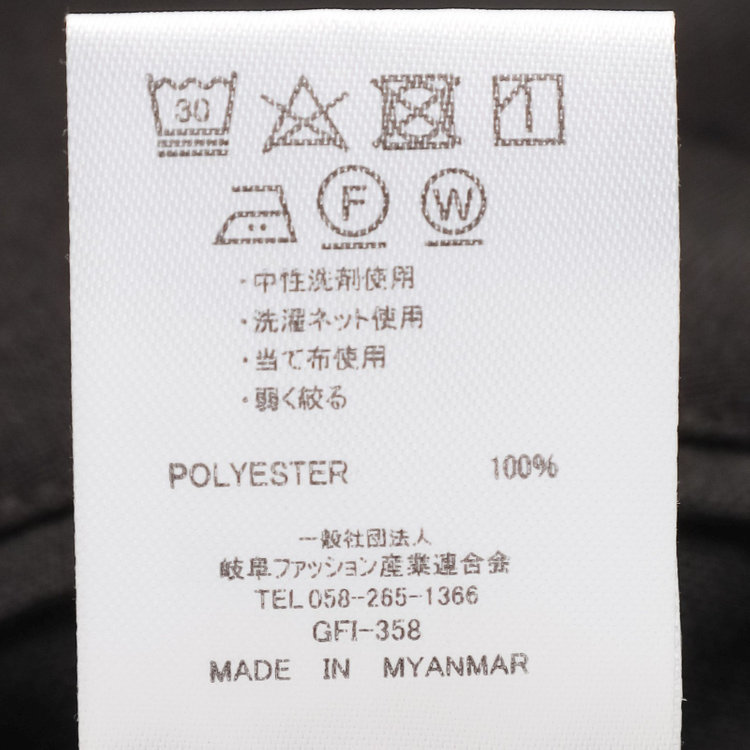 30
F W
・中性洗剤使用
・洗濯ネット使用
・当て布使用
・弱く絞る
POLYESTER 100%
一般社団法人
岐阜ファッション産業連合会
TEL 058-265-1366
GFI-358
MADE IN MYANMAR